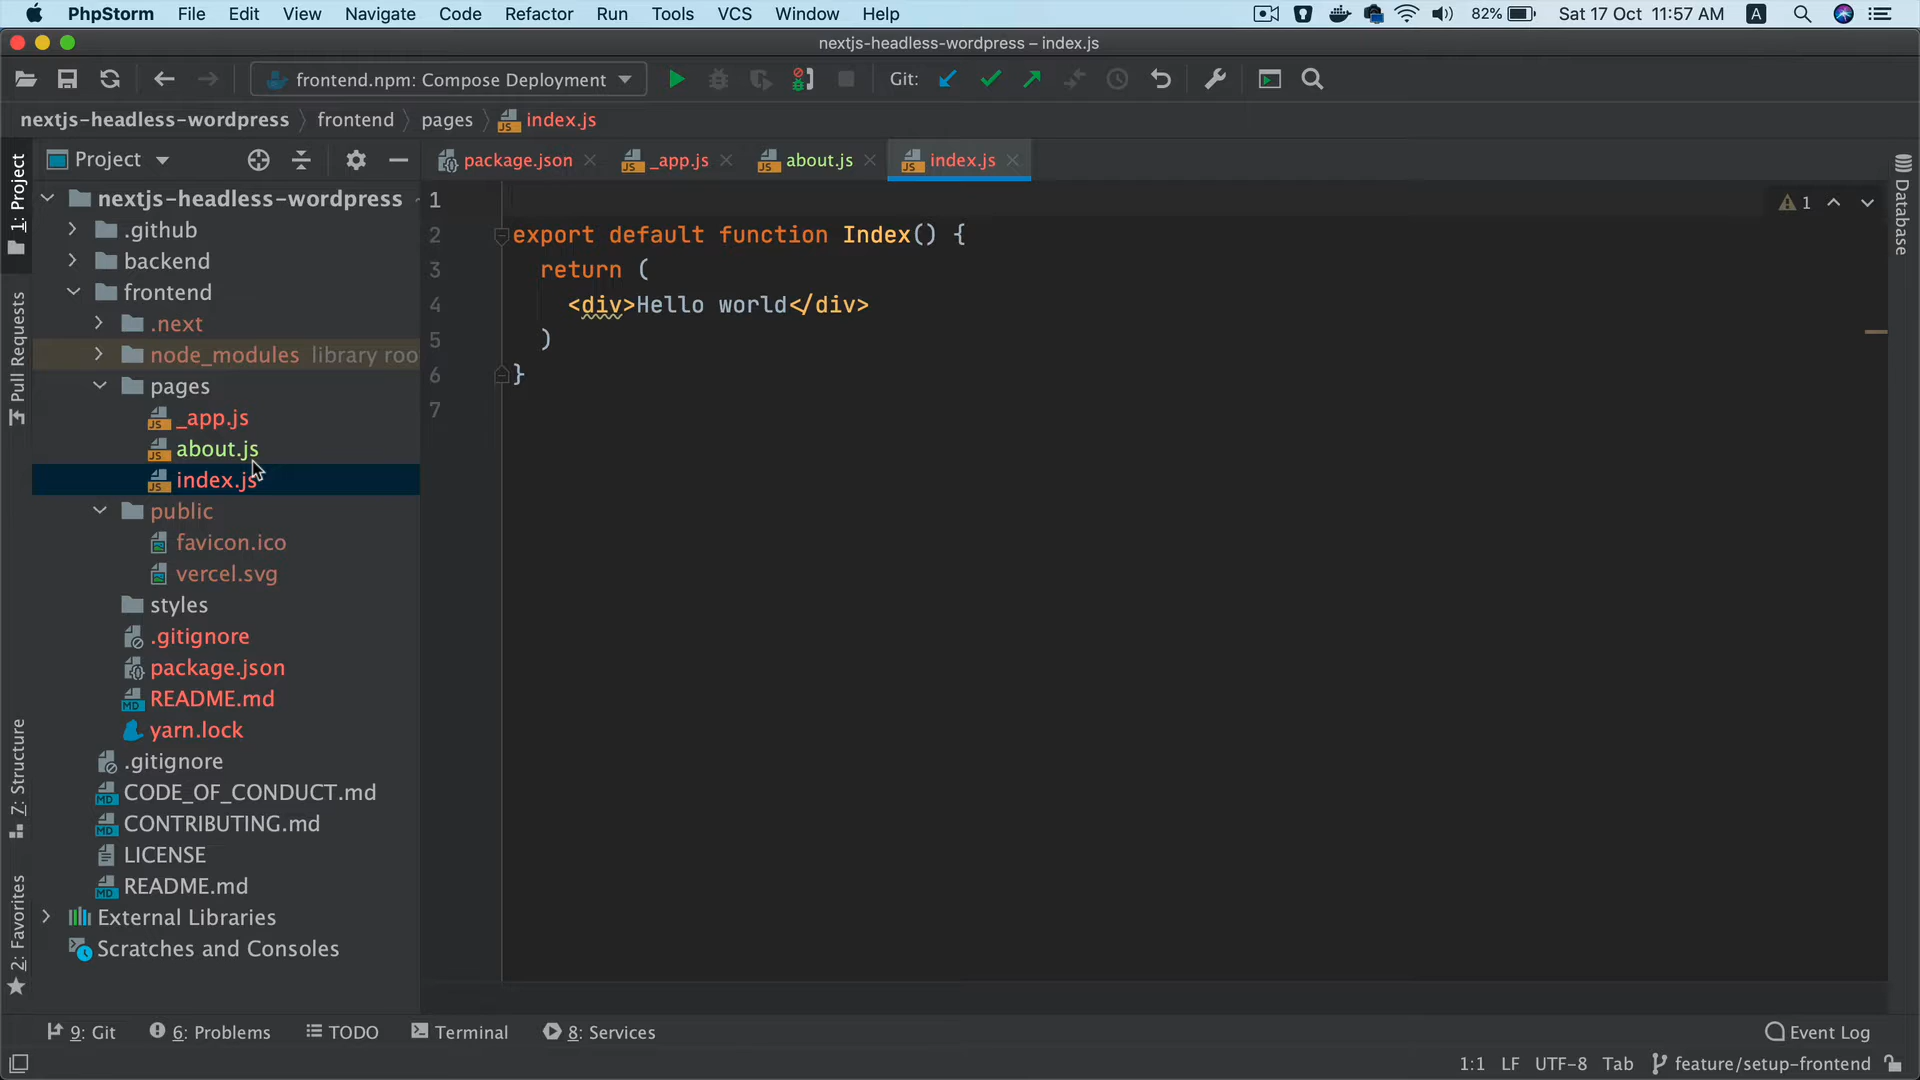 PhpStorm File Edit View Navigate Code Refactor Run Tools VCS Window Help 82% Sat 17 Oct 11:57 AM A
nextjs-headless-wordpress – index.js
frontend.npm: Compose Deployment Git:
nextjs-headless-wordpress frontend pages index.js
Project package.json _app.js about.js index.js
1: Project
Pull Requests
7: Structure
2: Favorites
nextjs-headless-wordpress
.github
backend
frontend
.next
node_modules library roo
pages
_app.js
about.js
index.js
public
favicon.ico
vercel.svg
styles
.gitignore
package.json
README.md
yarn.lock
.gitignore
CODE_OF_CONDUCT.md
CONTRIBUTING.md
LICENSE
README.md
External Libraries
Scratches and Consoles
1
2 export default function Index() {
3 return (
4 <div>Hello world</div>
5 )
6 }
7
1
Database
9: Git 6: Problems TODO Terminal 8: Services Event Log
1:1 LF UTF-8 Tab feature/setup-frontend